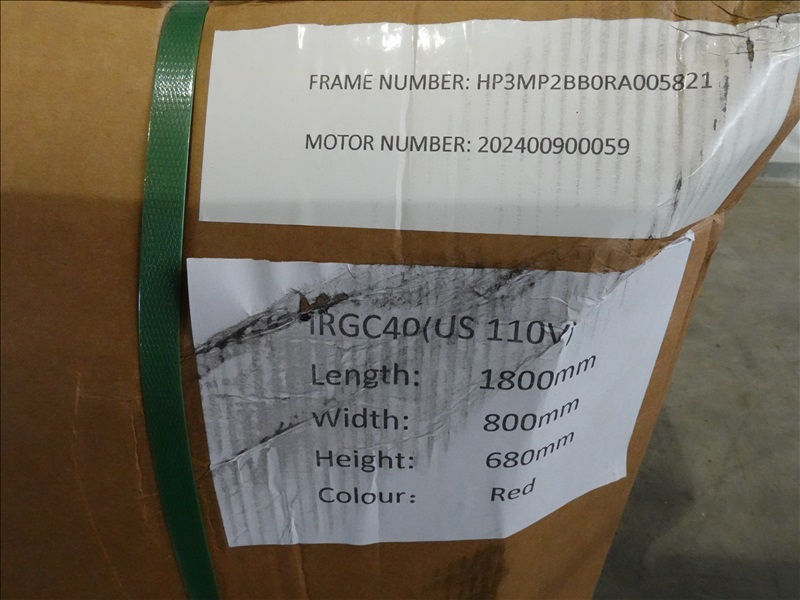 FRAME NUMBER: HP3MP2BB0RA005821
MOTOR NUMBER: 202400900059
iRGC40(US 110V)
Length: 1800mm
Width: 800mm
Height: 680mm
Colour: Red